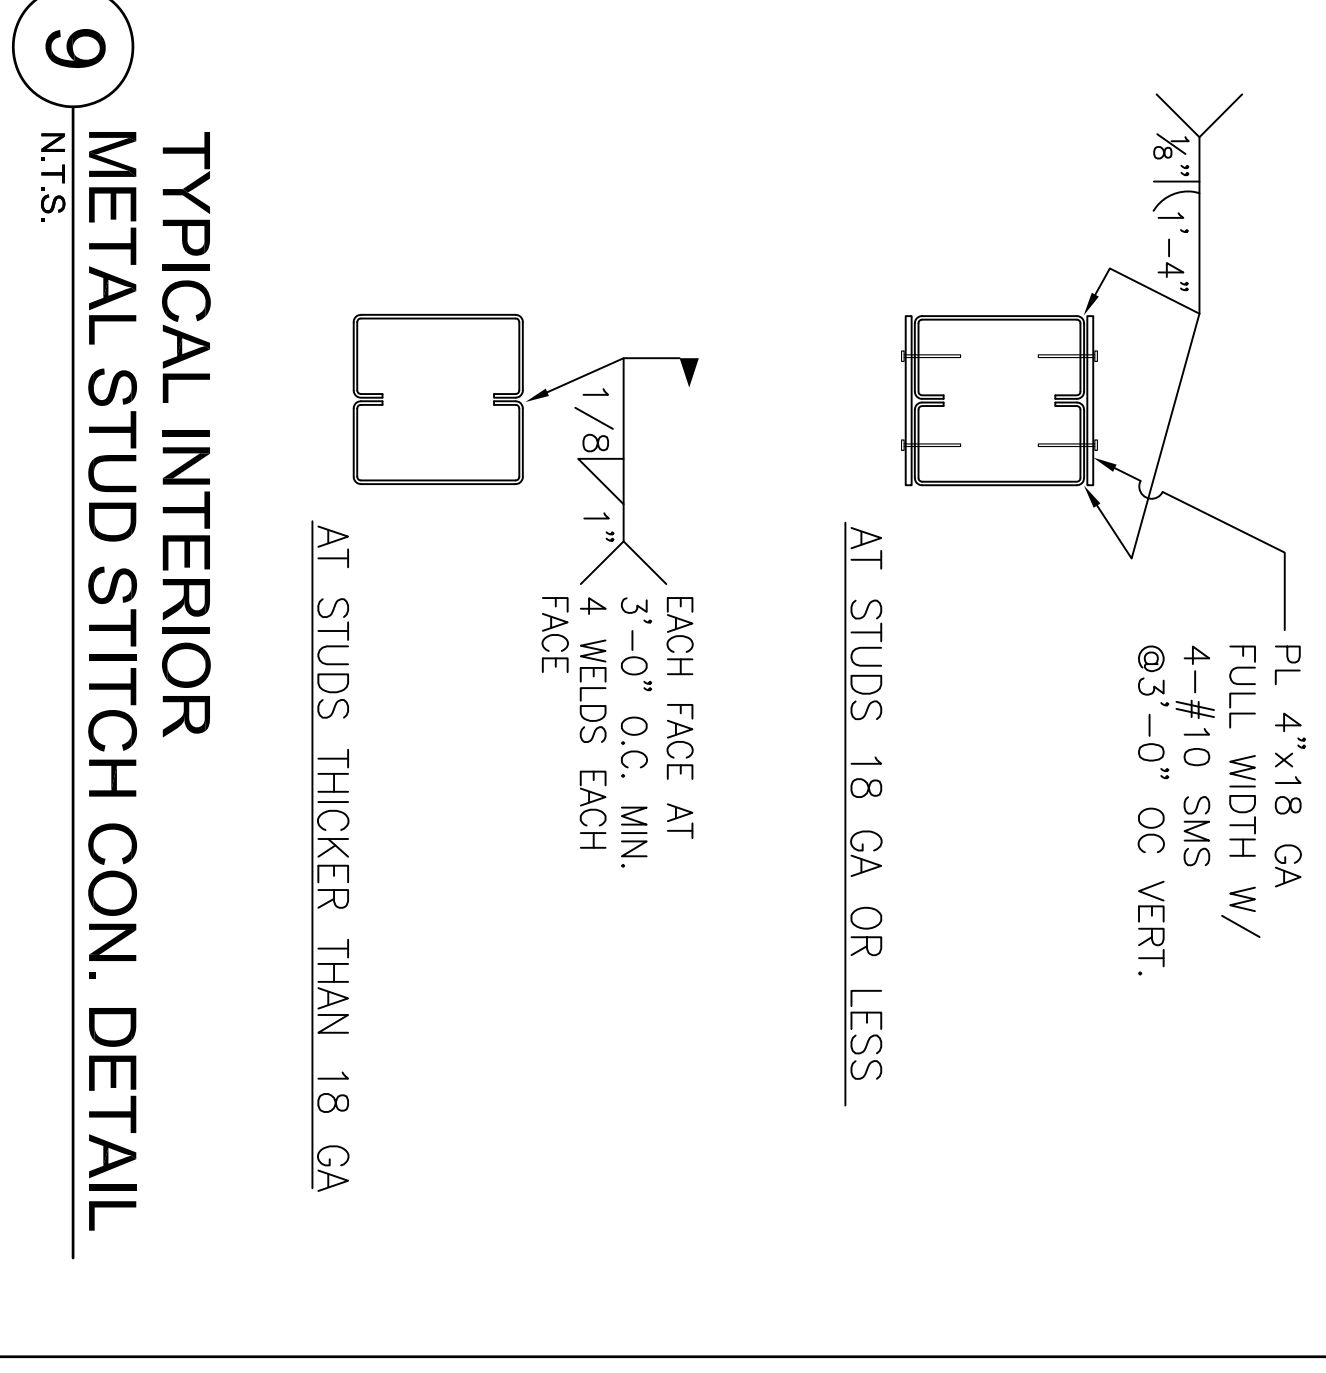 ⅛" 1'-4"
PL 4"x18 GA
FULL WIDTH W/
4-#10 SMS
@3'-0" OC VERT.
AT STUDS 18 GA OR LESS
1/8 1"
EACH FACE AT
3'-0" O.C. MIN.
4 WELDS EACH
FACE
AT STUDS THICKER THAN 18 GA
TYPICAL INTERIOR
METAL STUD STITCH CON. DETAIL
9
N.T.S.